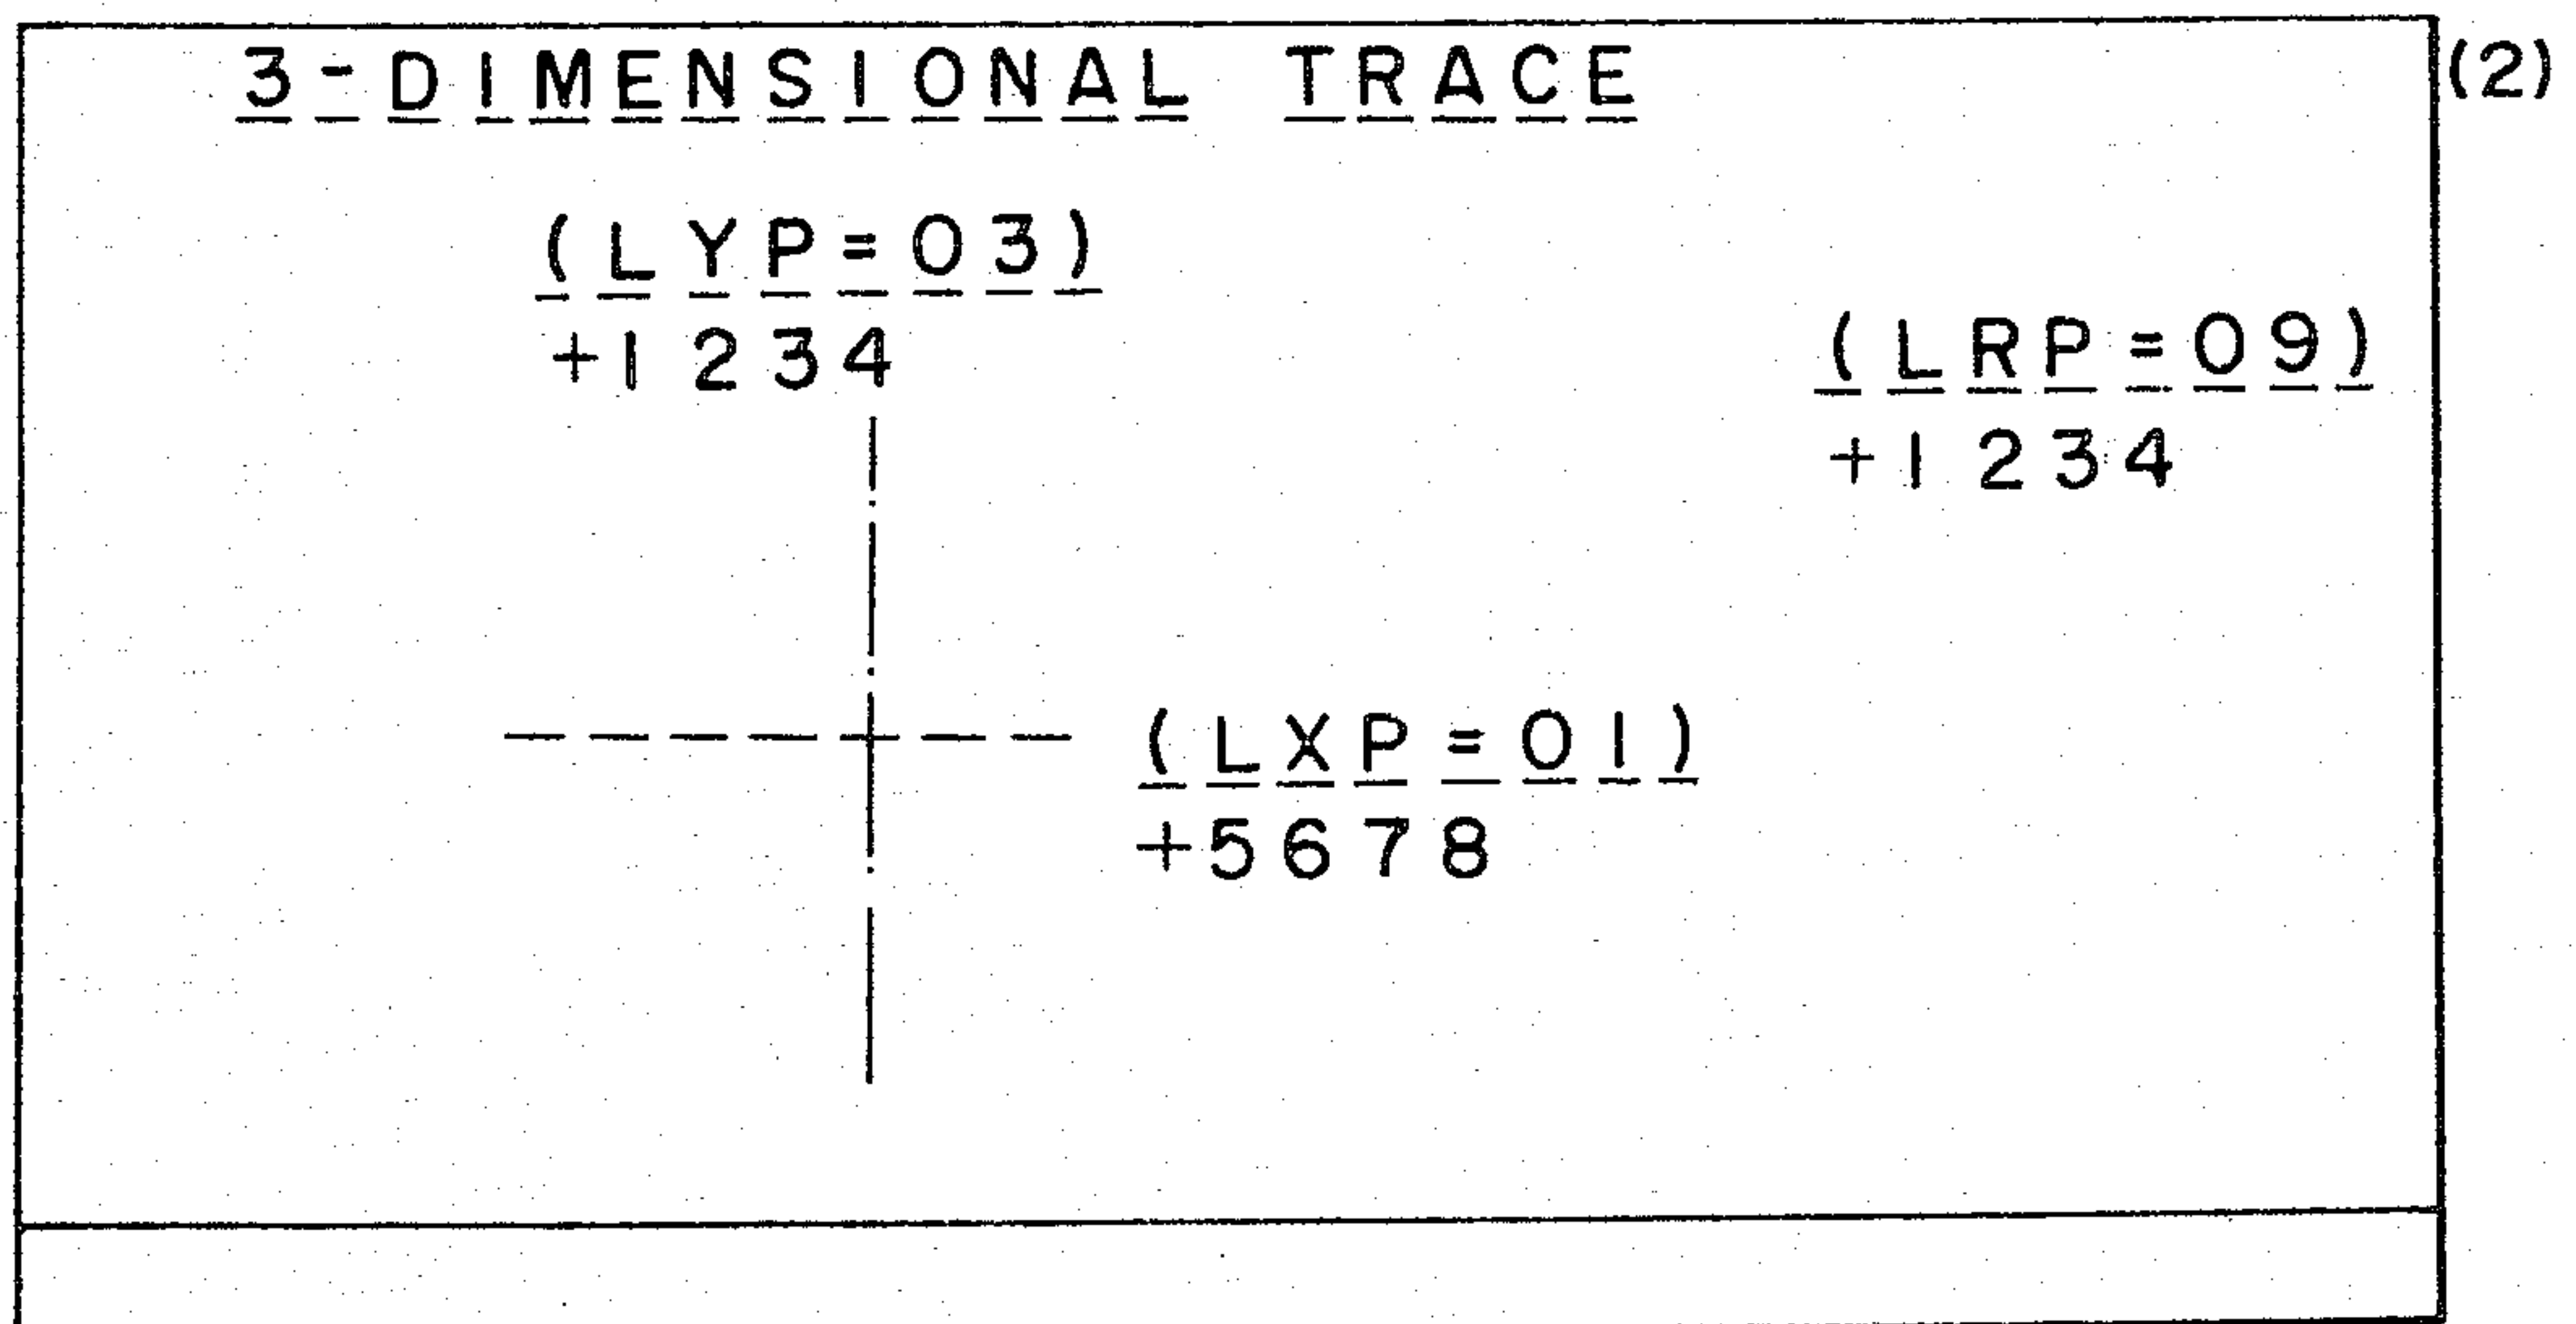 3-DIMENSIONAL TRACE
(2)
(LYP=03)
+1234
(LRP=09)
+1234
(LXP=01)
+5678